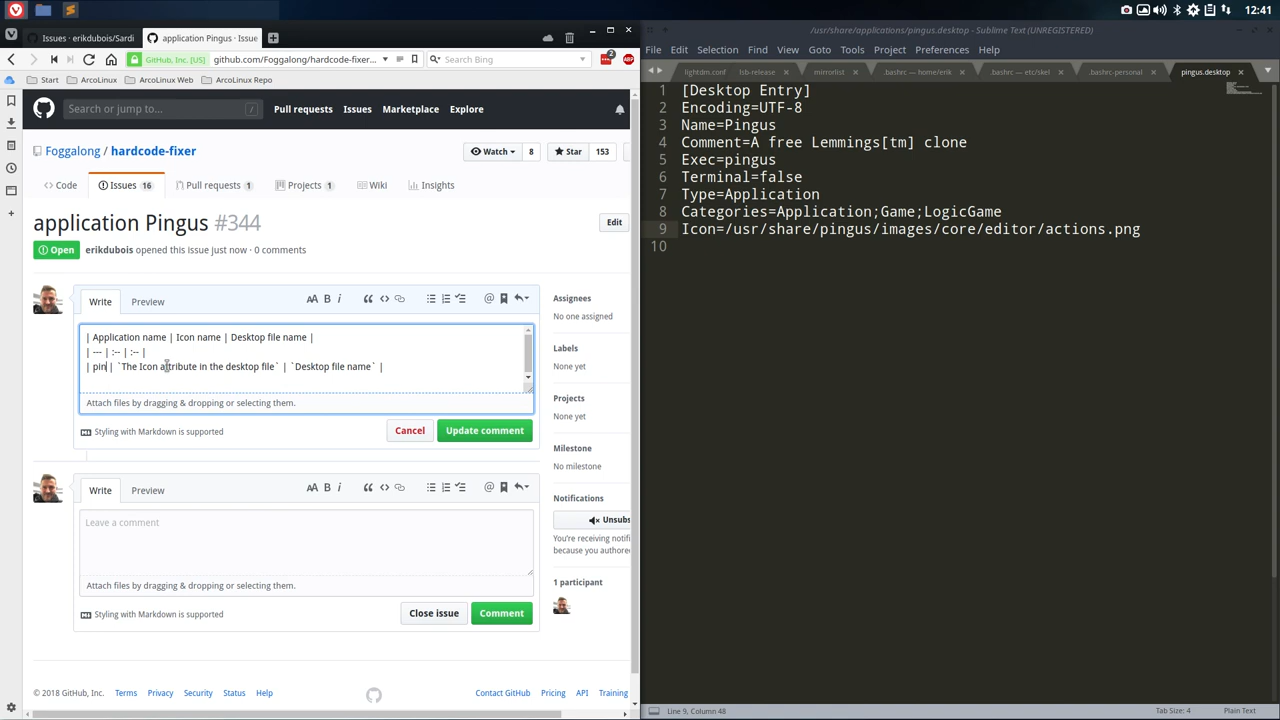 12:41
Issues · erikdubois/Sardi
application Pingus · Issue
GitHub, Inc. [US]
github.com/Foggalong/hardcode-fixer...
2
Search Bing
ABP
Start
ArcoLinux
ArcoLinux Web
ArcoLinux Repo
Search or jump to...
/
Pull requests
Issues
Marketplace
Explore
Foggalong / hardcode-fixer
Watch
8
Star
153
Code
Issues 16
Pull requests 1
Projects 1
Wiki
Insights
application Pingus #344
Edit
Open
erikdubois opened this issue just now · 0 comments
Write
Preview
| Application name | Icon name | Desktop file name |
| --- | :-- | :-- |
| pin | `The Icon attribute in the desktop file` | `Desktop file name` |
Attach files by dragging & dropping or selecting them.
Styling with Markdown is supported
Cancel
Update comment
Write
Preview
Leave a comment
Attach files by dragging & dropping or selecting them.
Styling with Markdown is supported
Close issue
Comment
Assignees
No one assigned
Labels
None yet
Projects
None yet
Milestone
No milestone
Notifications
Unsubs
You're receiving notifi
because you authore
1 participant
© 2018 GitHub, Inc.
Terms
Privacy
Security
Status
Help
Contact GitHub
Pricing
API
Training
/usr/share/applications/pingus.desktop - Sublime Text (UNREGISTERED)
File
Edit
Selection
Find
View
Goto
Tools
Project
Preferences
Help
lightdm.conf
lsb-release
mirrorlist
.bashrc — home/erik
.bashrc — etc/skel
.bashrc-personal
pingus.desktop
1 [Desktop Entry]
2 Encoding=UTF-8
3 Name=Pingus
4 Comment=A free Lemmings[tm] clone
5 Exec=pingus
6 Terminal=false
7 Type=Application
8 Categories=Application;Game;LogicGame
9 Icon=/usr/share/pingus/images/core/editor/actions.png
10
Line 9, Column 48
Tab Size: 4
Plain Text